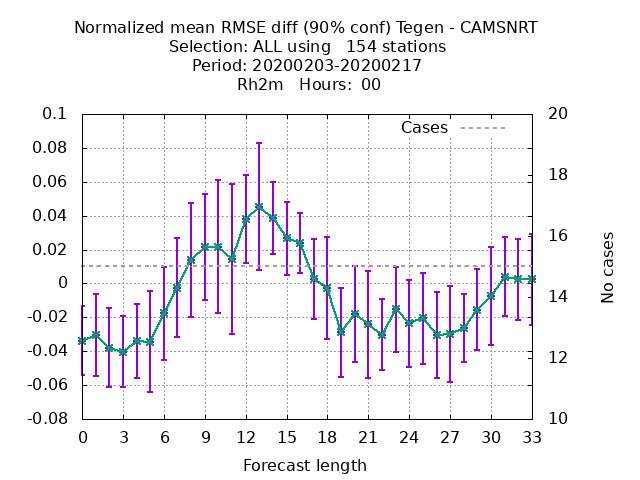 Normalized mean RMSE diff (90% conf) Tegen - CAMSNRT
Selection: ALL using   154 stations
Period: 20200203-20200217
Rh2m   Hours:  00
Cases
0.1
0.08
0.06
0.04
0.02
0
-0.02
-0.04
-0.06
-0.08
20
18
16
14
12
10
No cases
0 3 6 9 12 15 18 21 24 27 30 33
Forecast length